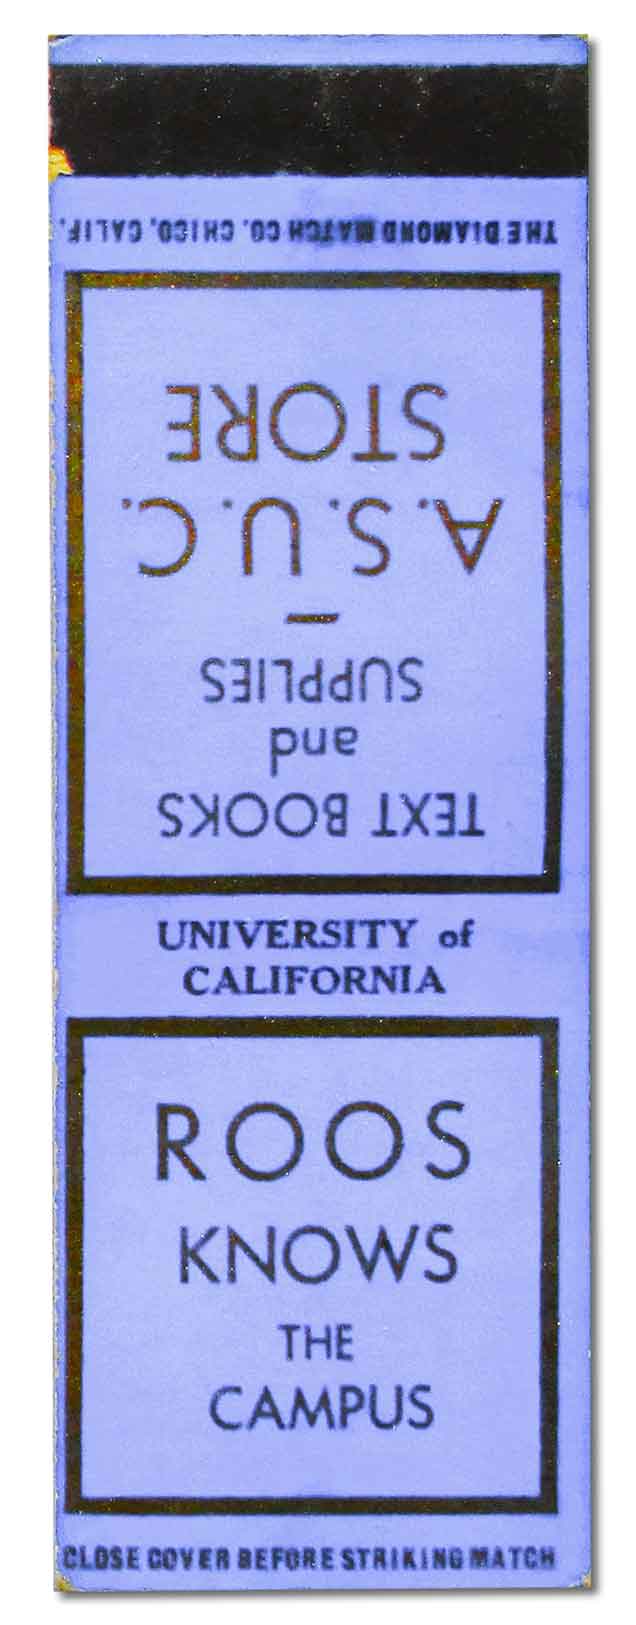 THE DIAMOND MATCH CO. CHICO, CALIF.
TEXT BOOKS
and
SUPPLIES
—
A.S.U.C.
STORE
UNIVERSITY of
CALIFORNIA
ROOS
KNOWS
THE
CAMPUS
CLOSE COVER BEFORE STRIKING MATCH